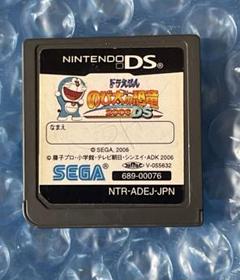 NINTENDO DS
ドラえもん
のび太の恐竜
2006 DS
なまえ
© SEGA, 2006
© 藤子プロ・小学館・テレビ朝日・シンエイ・ADK 2006
SEGA
V-055632
689-00076
NTR-ADEJ-JPN